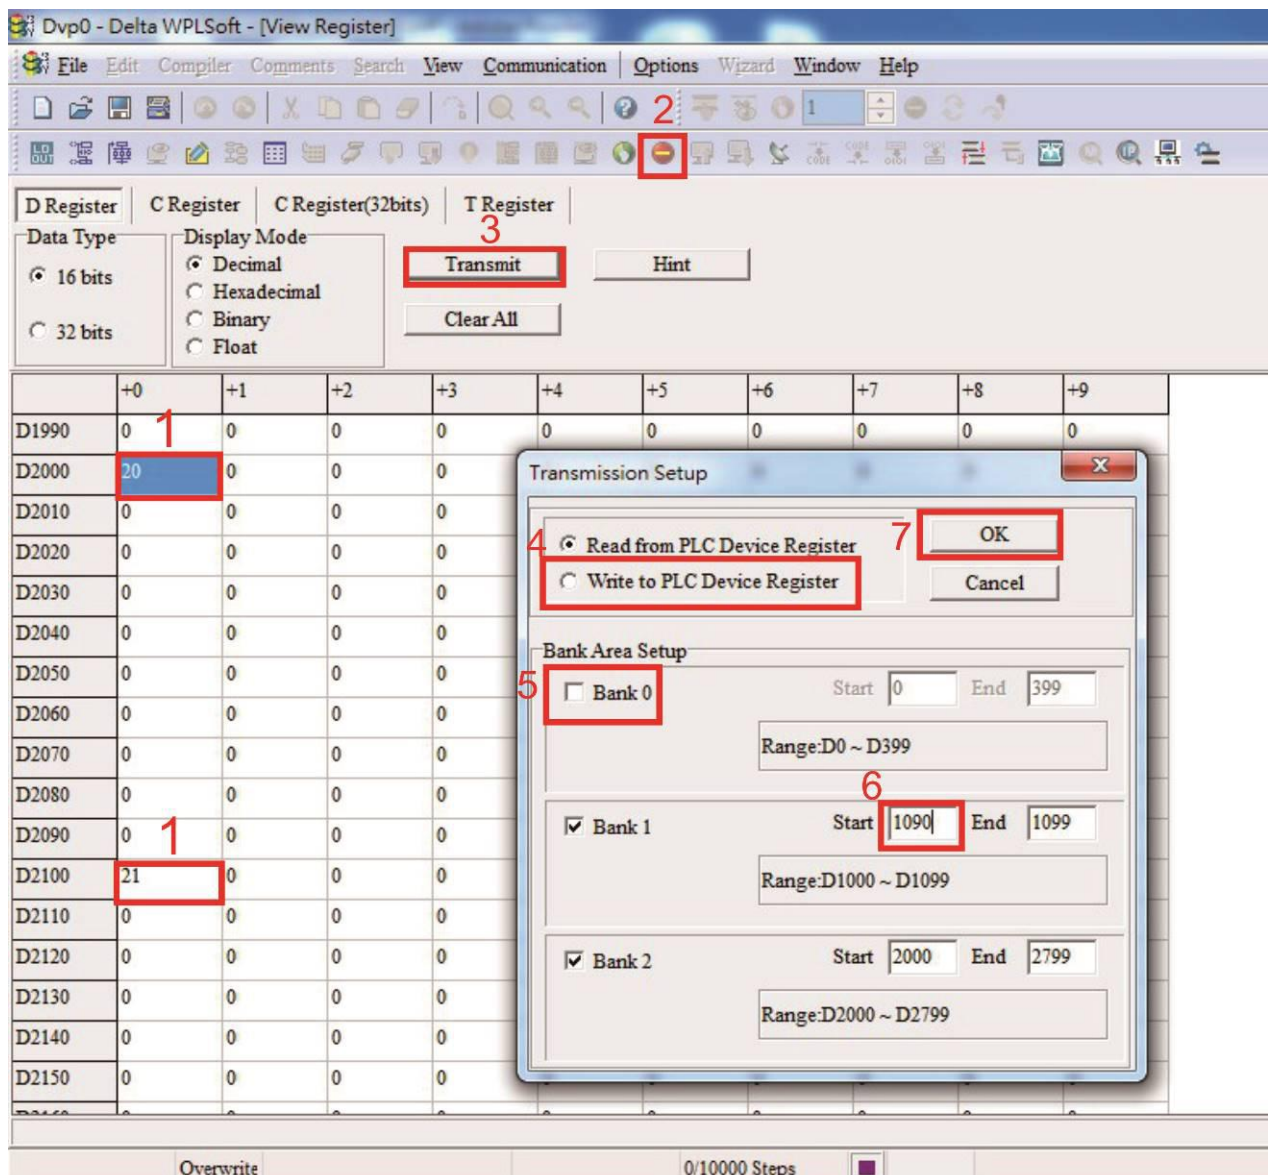 Dvp0 - Delta WPLSoft - [View Register]
File Edit Compiler Comments Search View Communication Options Wizard Window Help
2
1
D Register C Register C Register(32bits) T Register
3
Data Type Display Mode
16 bits
32 bits
Decimal
Hexadecimal
Binary
Float
Transmit Hint
Clear All
+0 +1 +2 +3 +4 +5 +6 +7 +8 +9
1
D1990 0 0 0 0 0 0 0 0 0 0
D2000 20 0 0 0
D2010 0 0 0 0
D2020 0 0 0 0
D2030 0 0 0 0
D2040 0 0 0 0
D2050 0 0 0 0
D2060 0 0 0 0
D2070 0 0 0 0
D2080 0 0 0 0
D2090 0 0 0 0
1
D2100 21 0 0 0
D2110 0 0 0 0
D2120 0 0 0 0
D2130 0 0 0 0
D2140 0 0 0 0
D2150 0 0 0 0
Transmission Setup
4 Read from PLC Device Register 7 OK
Write to PLC Device Register Cancel
Bank Area Setup
5 Bank 0 Start 0 End 399
Range:D0 ~ D399
6
Bank 1 Start 1090 End 1099
Range:D1000 ~ D1099
Bank 2 Start 2000 End 2799
Range:D2000 ~ D2799
Overwrite 0/10000 Steps